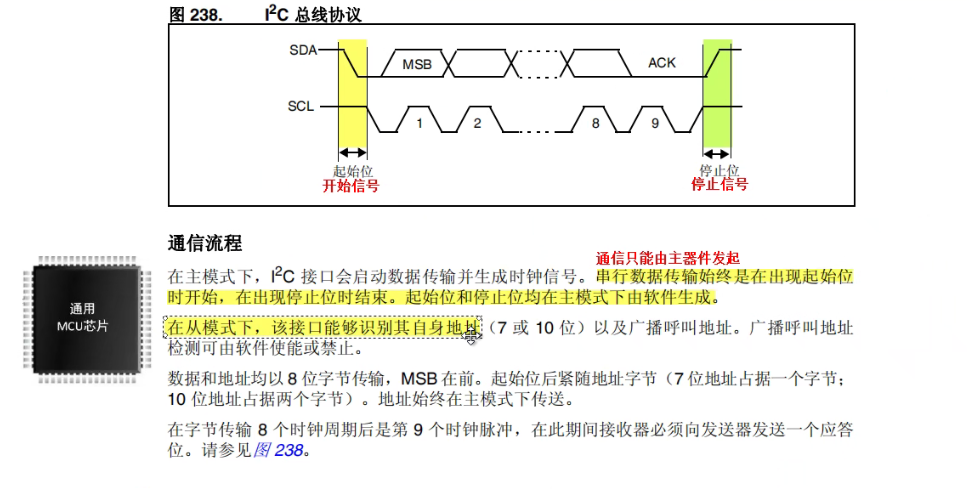 图 238. I²C 总线协议
SDA
MSB
ACK
SCL
1
2
8
9
起始位
开始信号
停止位
停止信号
通信流程
通信只能由主器件发起
在主模式下，I²C 接口会启动数据传输并生成时钟信号。串行数据传输始终是在出现起始位
时开始，在出现停止位时结束。起始位和停止位均在主模式下由软件生成。
通用
MCU芯片
在从模式下，该接口能够识别其自身地址（7 或 10 位）以及广播呼叫地址。广播呼叫地址
检测可由软件使能或禁止。
数据和地址均以 8 位字节传输，MSB 在前。起始位后紧随地址字节（7 位地址占据一个字节；
10 位地址占据两个字节）。地址始终在主模式下传送。
在字节传输 8 个时钟周期后是第 9 个时钟脉冲，在此期间接收器必须向发送器发送一个应答
位。请参见图 238。